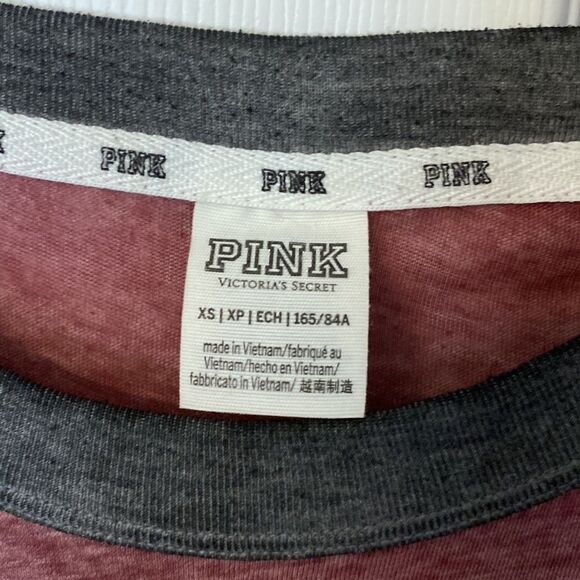 PINK PINK PINK
PINK
VICTORIA'S SECRET
XS | XP | ECH | 165/84A
made in Vietnam/fabriqué au
Vietnam/hecho en Vietnam/
fabbricato in Vietnam/ 越南制造